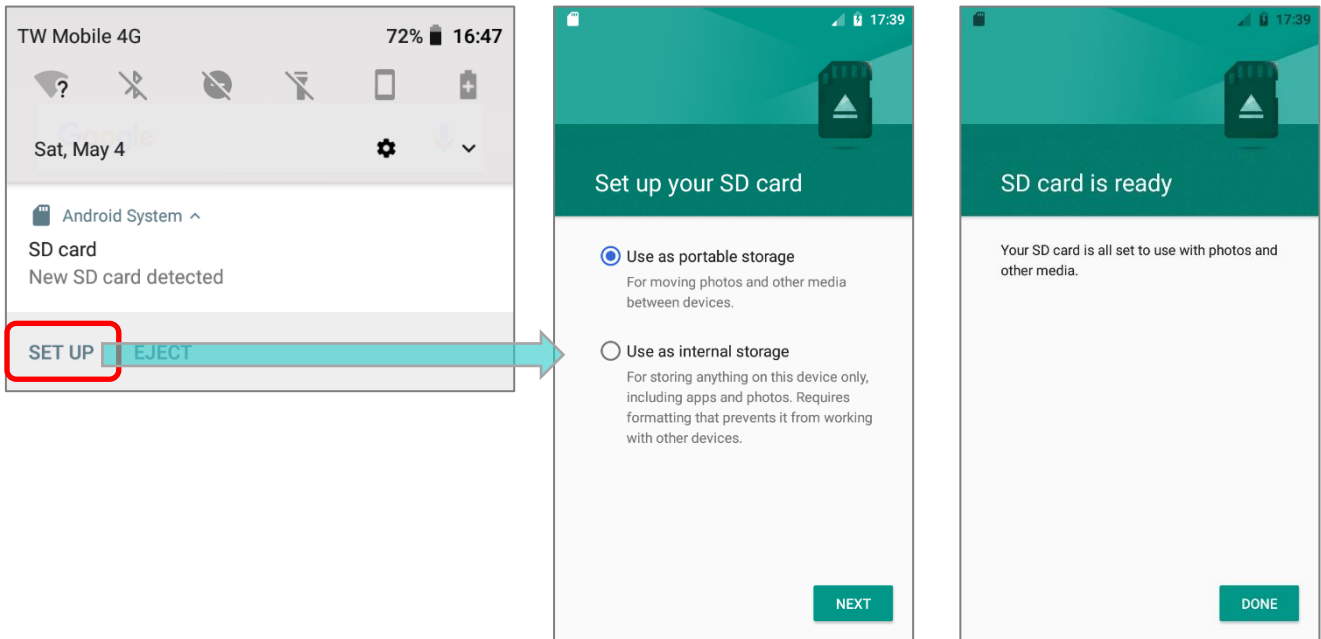 TW Mobile 4G 72% 16:47
?
Google
Sat, May 4
Android System
SD card
New SD card detected
SET UP EJECT
17:39
Set up your SD card
Use as portable storage
For moving photos and other media
between devices.
Use as internal storage
For storing anything on this device only,
including apps and photos. Requires
formatting that prevents it from working
with other devices.
NEXT
17:39
SD card is ready
Your SD card is all set to use with photos and
other media.
DONE